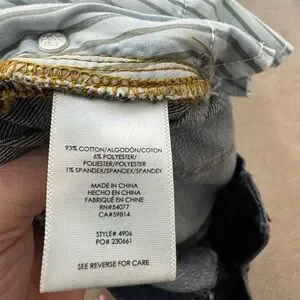 93% COTTON/ALGODÓN/COTON
6% POLYESTER/
POLIESTER/POLYESTER
1% SPANDEX/SPANDEX/SPANDEX
MADE IN CHINA
HECHO EN CHINA
FABRIQUÉ EN CHINE
RN#54077
CA#59814
STYLE# 4906
PO# 230661
SEE REVERSE FOR CARE